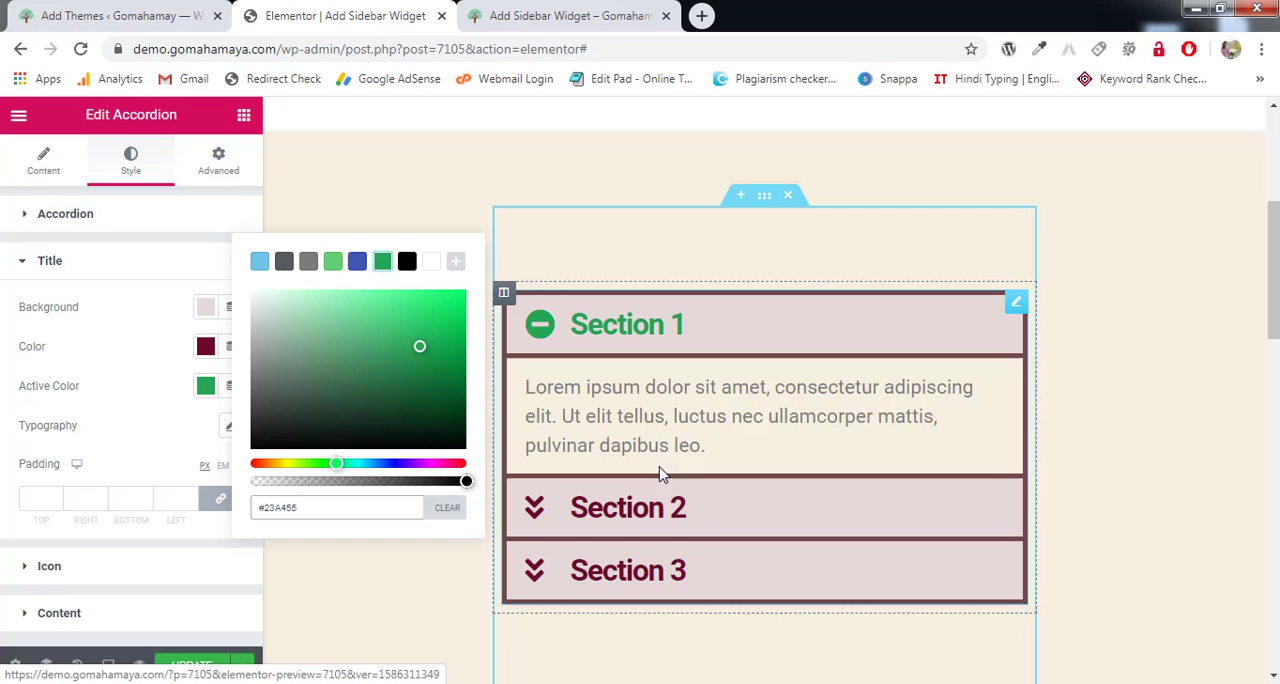 Add Themes ‹ Gomahamay — W
Elementor | Add Sidebar Widget
Add Sidebar Widget – Gomaham
demo.gomahamaya.com/wp-admin/post.php?post=7105&action=elementor#
Apps
Analytics
Gmail
Redirect Check
Google AdSense
Webmail Login
Edit Pad - Online T...
Plagiarism checker...
Snappa
Hindi Typing | Engli...
Keyword Rank Chec...
»
Edit Accordion
Content
Style
Advanced
Accordion
Title
Background
Color
Active Color
Typography
Padding
PX
EM
TOP
RIGHT
BOTTOM
LEFT
#23A455
CLEAR
Icon
Content
UPDATE
Section 1
Lorem ipsum dolor sit amet, consectetur adipiscing
elit. Ut elit tellus, luctus nec ullamcorper mattis,
pulvinar dapibus leo.
Section 2
Section 3
https://demo.gomahamaya.com/?p=7105&elementor-preview=7105&ver=1586311349